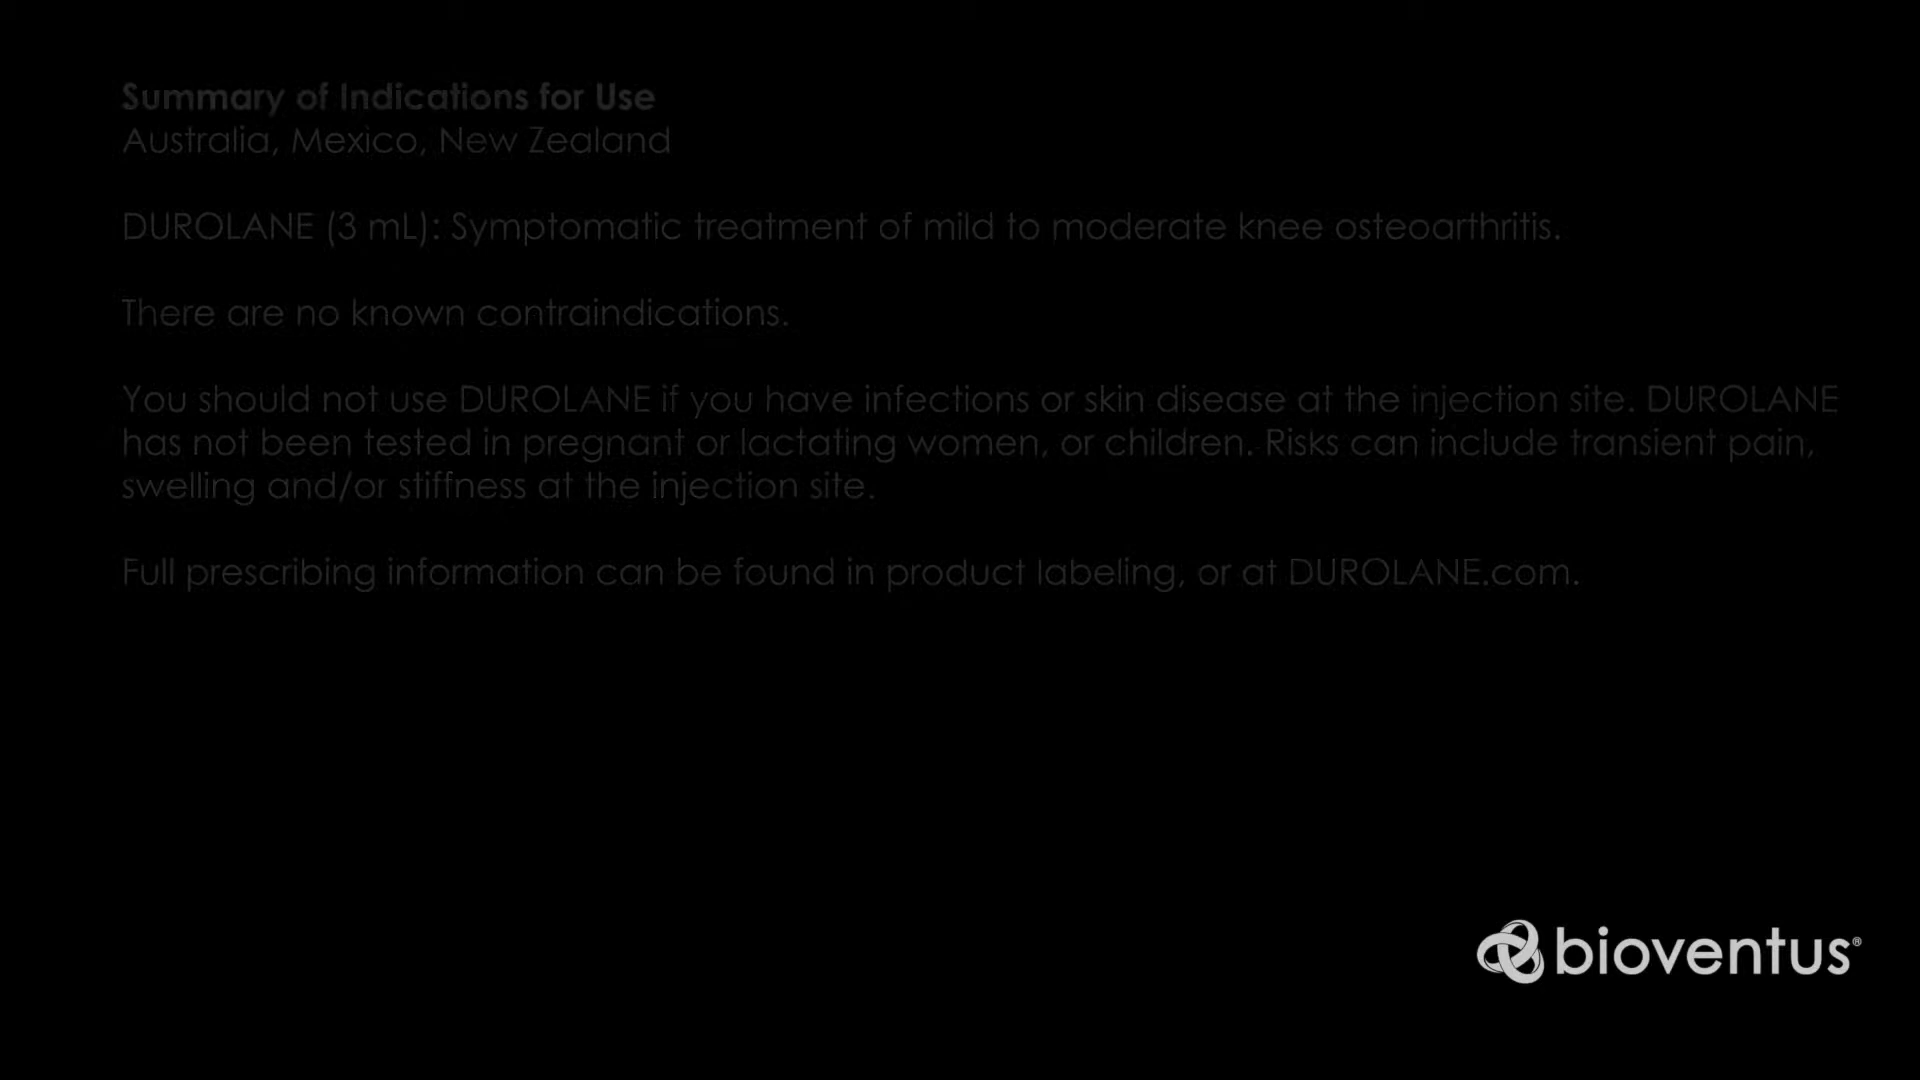 Summary of Indications for Use
Australia, Mexico, New Zealand
DUROLANE (3 mL): Symptomatic treatment of mild to moderate knee osteoarthritis.
There are no known contraindications.
You should not use DUROLANE if you have infections or skin disease at the injection site. DUROLANE
has not been tested in pregnant or lactating women, or children. Risks can include transient pain,
swelling and/or stiffness at the injection site.
Full prescribing information can be found in product labeling, or at DUROLANE.com.
bioventus®